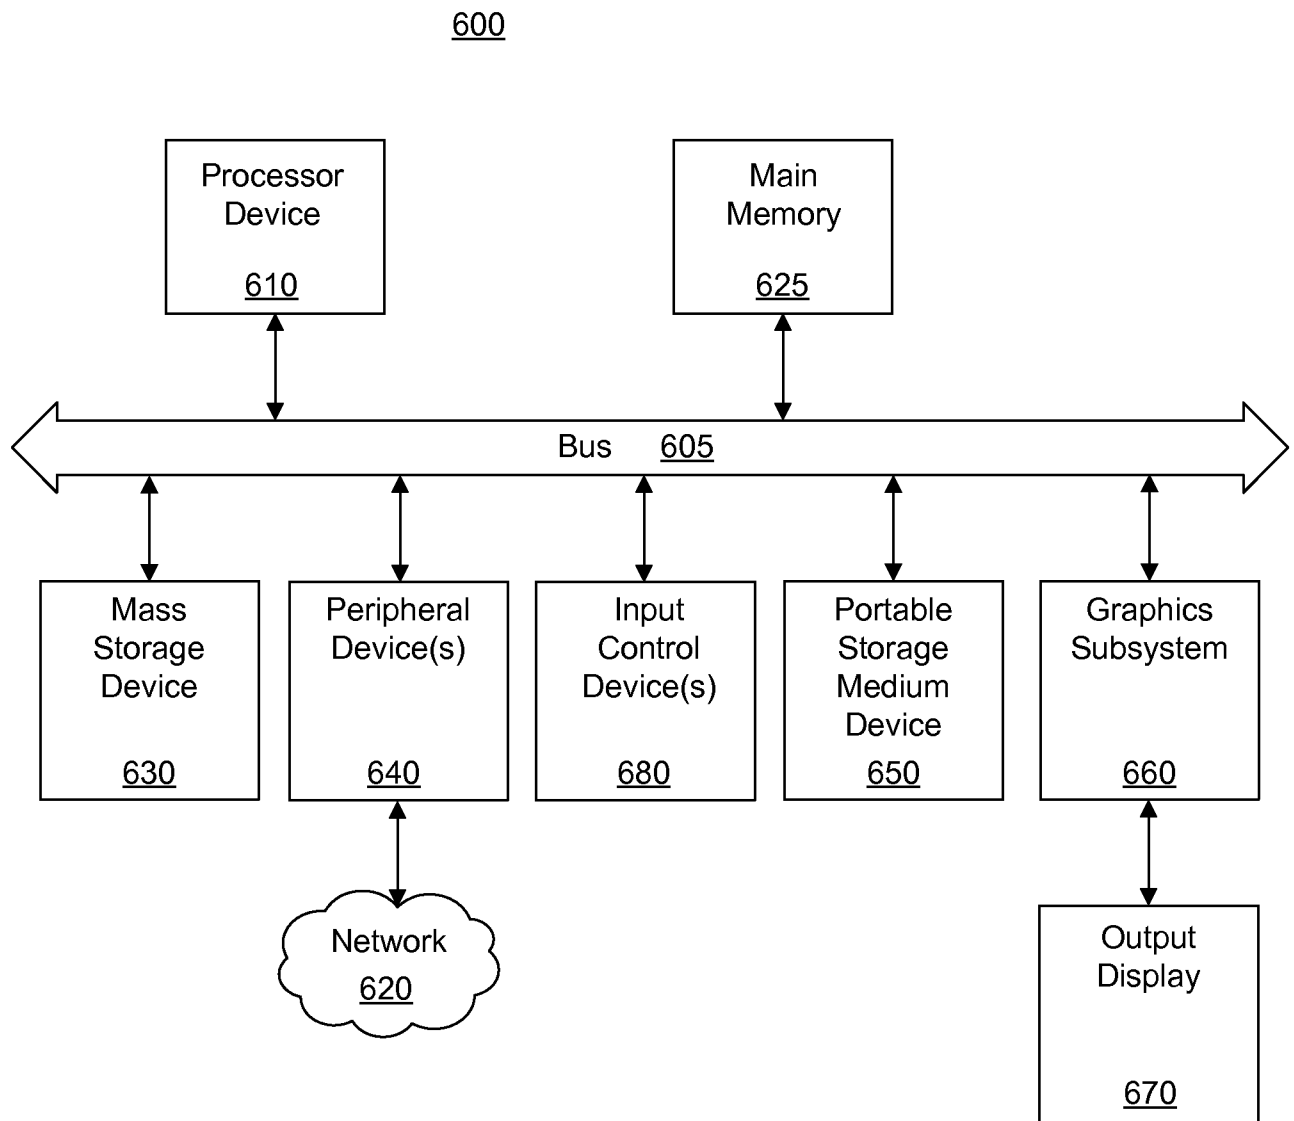 600
Processor
Device
610
Main
Memory
625
Bus 605
Mass
Storage
Device
630
Peripheral
Device(s)
640
Input
Control
Device(s)
680
Portable
Storage
Medium
Device
650
Graphics
Subsystem
660
Network
620
Output
Display
670